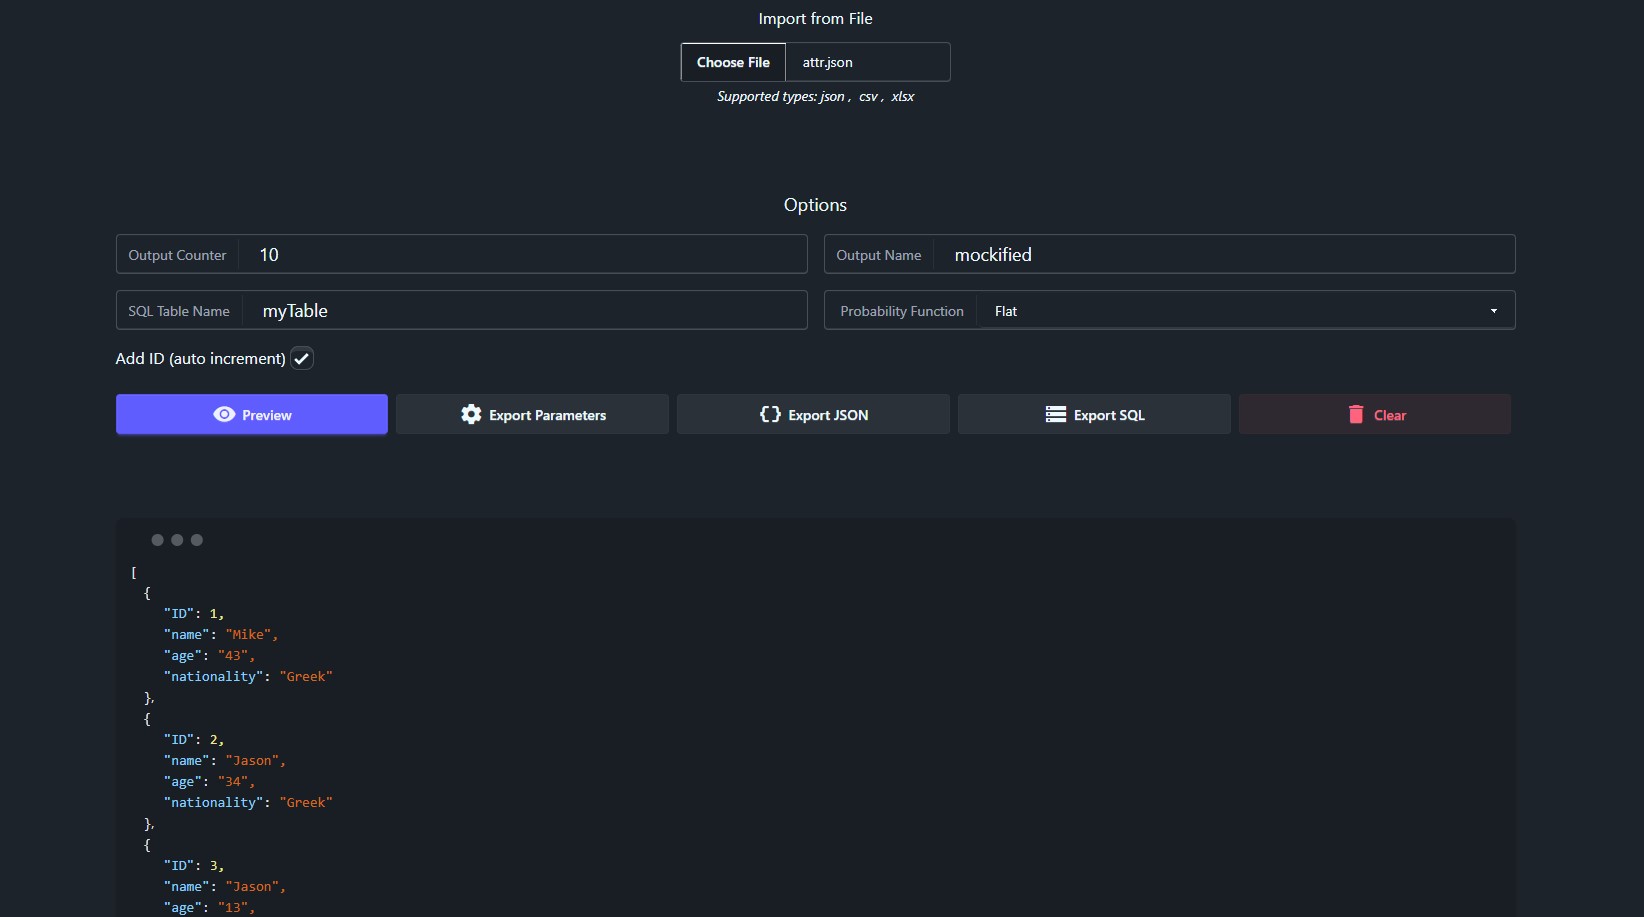 Import from File
Choose File attr.json
Supported types: json , csv , xlsx
Options
Output Counter 10
Output Name mockified
SQL Table Name myTable
Probability Function Flat
Add ID (auto increment)
Preview
Export Parameters
{} Export JSON
Export SQL
Clear
[
{
"ID": 1,
"name": "Mike",
"age": "43",
"nationality": "Greek"
},
{
"ID": 2,
"name": "Jason",
"age": "34",
"nationality": "Greek"
},
{
"ID": 3,
"name": "Jason",
"age": "13",